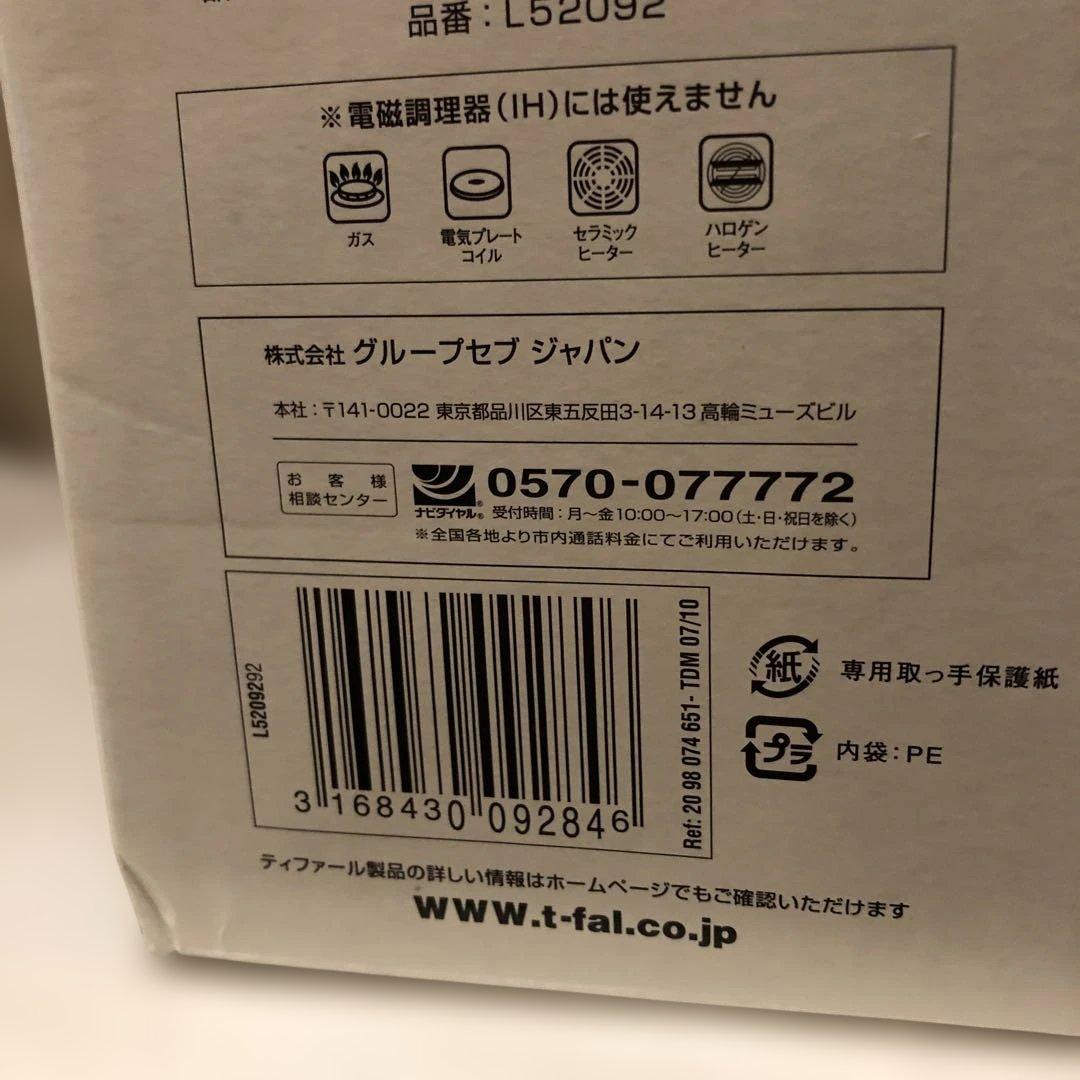 品番：L52092
※電磁調理器(IH)には使えません
ガス
電気プレート
コイル
セラミック
ヒーター
ハロゲン
ヒーター
株式会社 グループセブ ジャパン
本社：〒141-0022 東京都品川区東五反田3-14-13 高輪ミューズビル
お客様
相談センター
ナビダイヤル®
0570-077772
受付時間：月～金10:00～17:00(土・日・祝日を除く)
※全国各地より市内通話料金にてご利用いただけます。
L5209292
3 168430 092846
Ref: 20 98 074 651- TDM 07/10
紙 専用取っ手保護紙
プラ 内袋：PE
ティファール製品の詳しい情報はホームページでもご確認いただけます
www.t-fal.co.jp